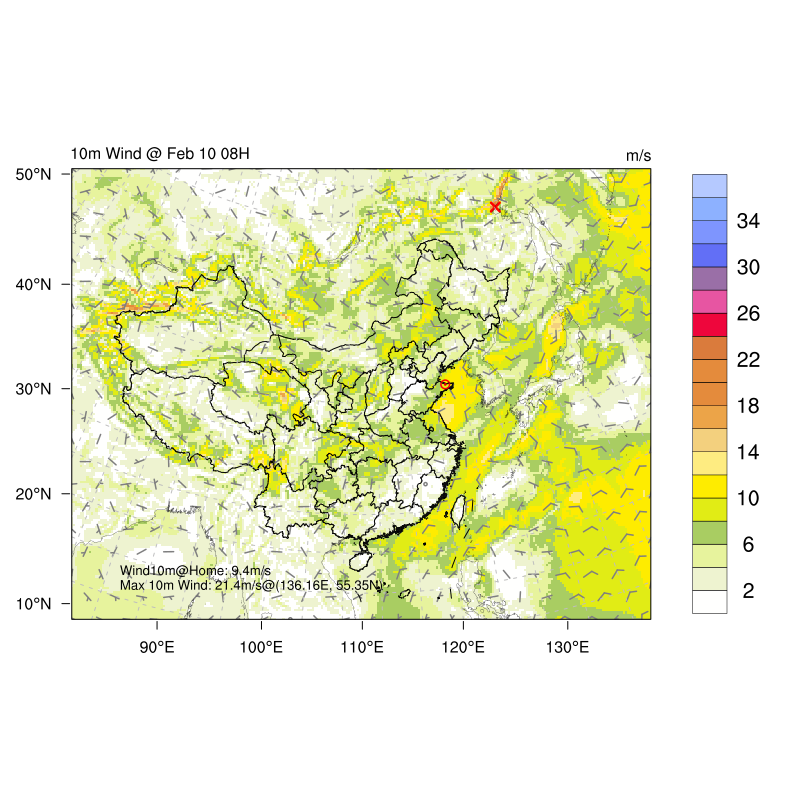 10m Wind @ Feb 10 08H
m/s
50°N
40°N
30°N
20°N
10°N
90°E
100°E
110°E
120°E
130°E
Wind10m@Home: 9.4m/s
Max 10m Wind: 21.4m/s@(136.16E, 55.35N)
34
30
26
22
18
14
10
6
2